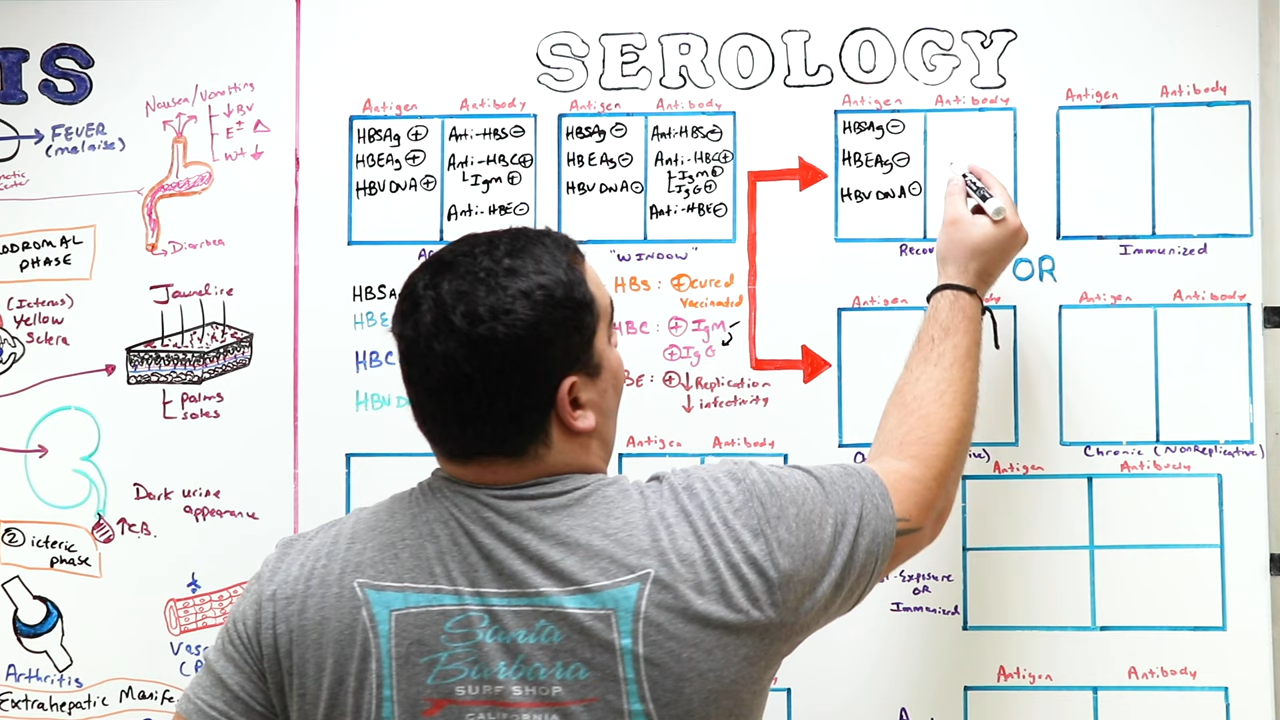 IS
SEROLOGY
Nausea/Vomiting
↓BV
E± Δ
Wt ↓
FEVER
(malaise)
Diarrhea
PHASE
(Icterus)
Yellow
Sclera
Jaundice
palms
soles
Dark urine
appearance
↑C.B.
② icteric
phase
Arthritis
Extrahepatic Manife
Antigen Antibody
HBSAg ⊕
HBEAg ⊕
HBV DNA ⊕
Anti-HBS ⊖
Anti-HBC ⊕
IgM ⊕
Anti-HBE ⊖
Antigen Antibody
HBSAg ⊖
HBEAg ⊖
HBV DNA ⊖
Anti-HBS ⊖
Anti-HBC ⊕
IgM ⊕
IgG ⊕
Anti-HBE ⊖
"WINDOW"
HBS: ⊕ cured
vaccinated
HBC: ⊕ IgM
⊕ IgG
BE: ⊕ ↓ Replication
↓ infectivity
Antigen Antibody
HBSAg ⊖
HBEAg ⊖
HBV DNA ⊖
Antigen Antibody
Immunized
OR
Antigen
Antigen Antibody
Chronic (NonReplicative)
Antigen Antibody
Antigen Antibody
OR
Immunized
Antigen Antibody
Santa
Barbara
SURF SHOP
CALIFORNIA